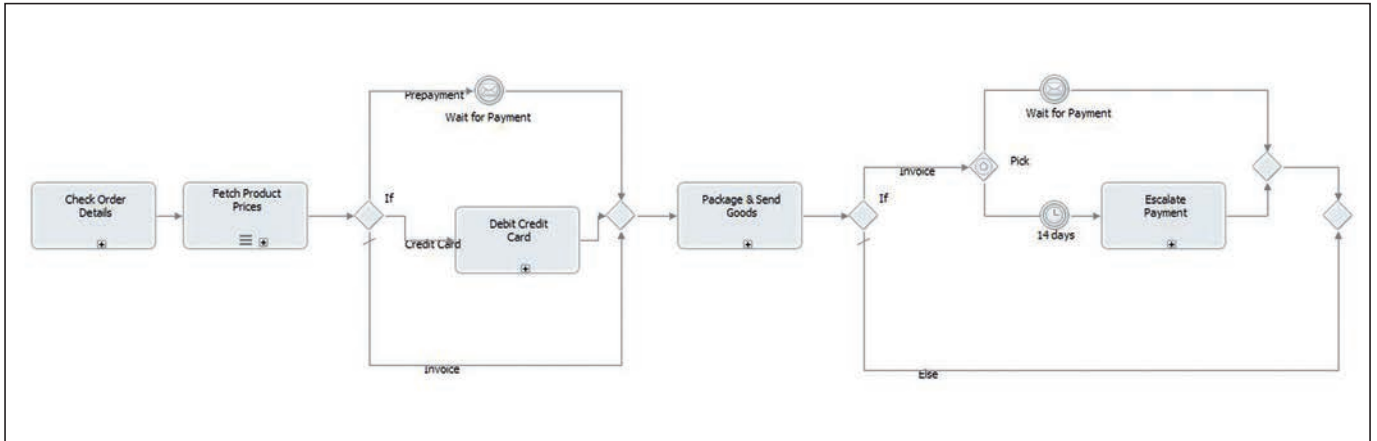 Prepayment
Wait for Payment
Check Order
Details
Fetch Product
Prices
If
Credit Card
Debit Credit
Card
Invoice
Package & Send
Goods
If
Invoice
Pick
Wait for Payment
14 days
Escalate
Payment
Else